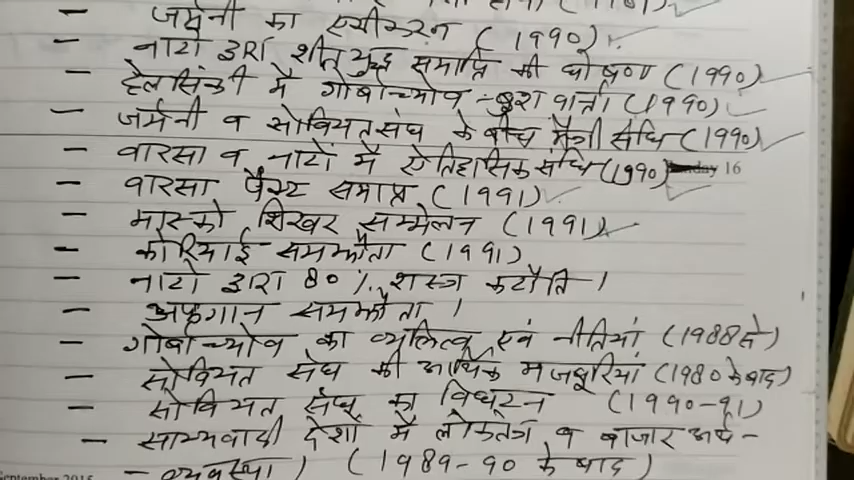 - जर्मनी का एकीकरन (1990)
- नाटो द्वारा शीतयुद्ध समाप्ति की घोषणा (1990)
- हेलसिंकी में गोर्बाच्योव - बुश वार्ता (1990)
- जर्मनी व सोवियत संघ के बीच मैत्री संधि (1990)
- वारसा व नाटो में ऐतिहासिक संधि (1990) 16
- वारसा पैक्ट समाप्त (1991)
- मास्को शिखर सम्मेलन (1991)
- कोरियाई समझौता (1991)
- नाटो द्वारा 80% शस्त्र कटौति ।
- अफगान समझौता ।
- गोर्बाच्योव का व्यक्तित्व एवं नीतियां (1988 से)
- सोवियत संघ की आर्थिक मजबूरियां (1980 के बाद)
- सोवियत संघ का विघटन (1990-91)
- साम्यवादी देशों में लोकतंत्र व बाजार अर्थ-
- व्यवस्था । (1989-90 के बाद)